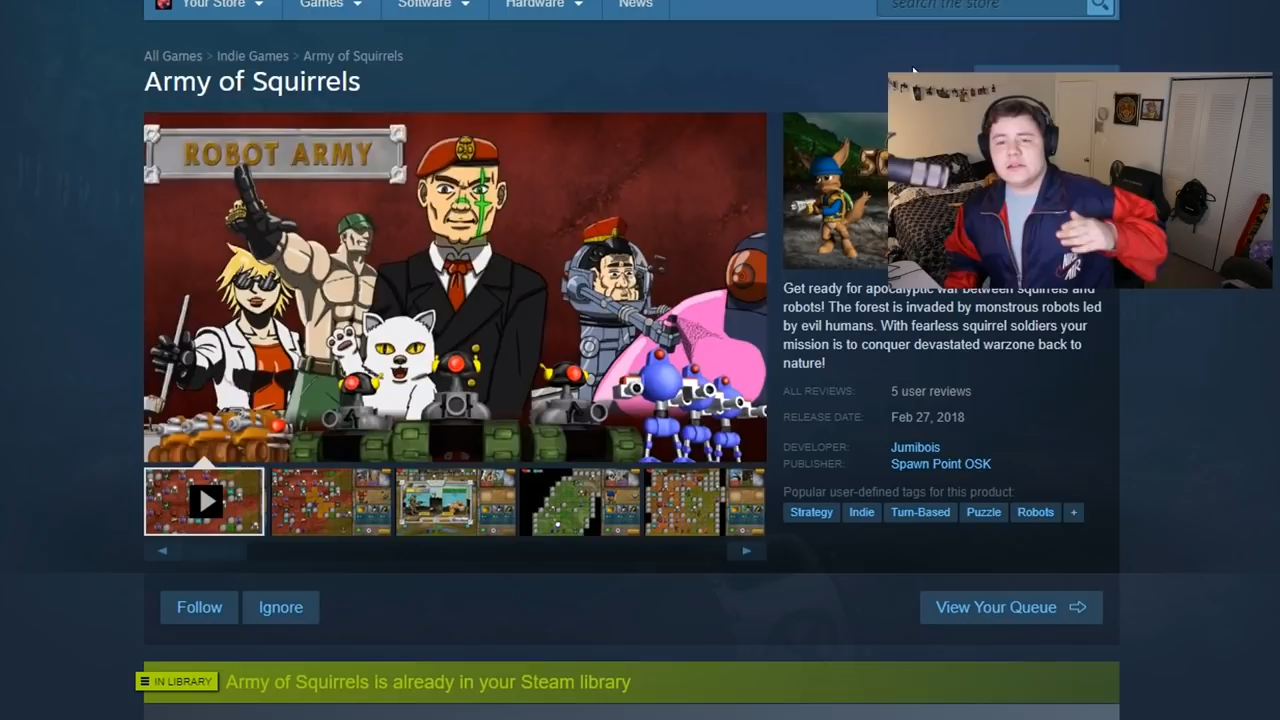 Your Store Games Software Hardware News search the store
All Games > Indie Games > Army of Squirrels
Army of Squirrels
ROBOT ARMY
Get ready for apocalyptic war between squirrels and
robots! The forest is invaded by monstrous robots led
by evil humans. With fearless squirrel soldiers your
mission is to conquer devastated warzone back to
nature!
ALL REVIEWS: 5 user reviews
RELEASE DATE: Feb 27, 2018
DEVELOPER: Jumibois
PUBLISHER: Spawn Point OSK
Popular user-defined tags for this product:
Strategy Indie Turn-Based Puzzle Robots +
Follow Ignore View Your Queue
IN LIBRARY Army of Squirrels is already in your Steam library